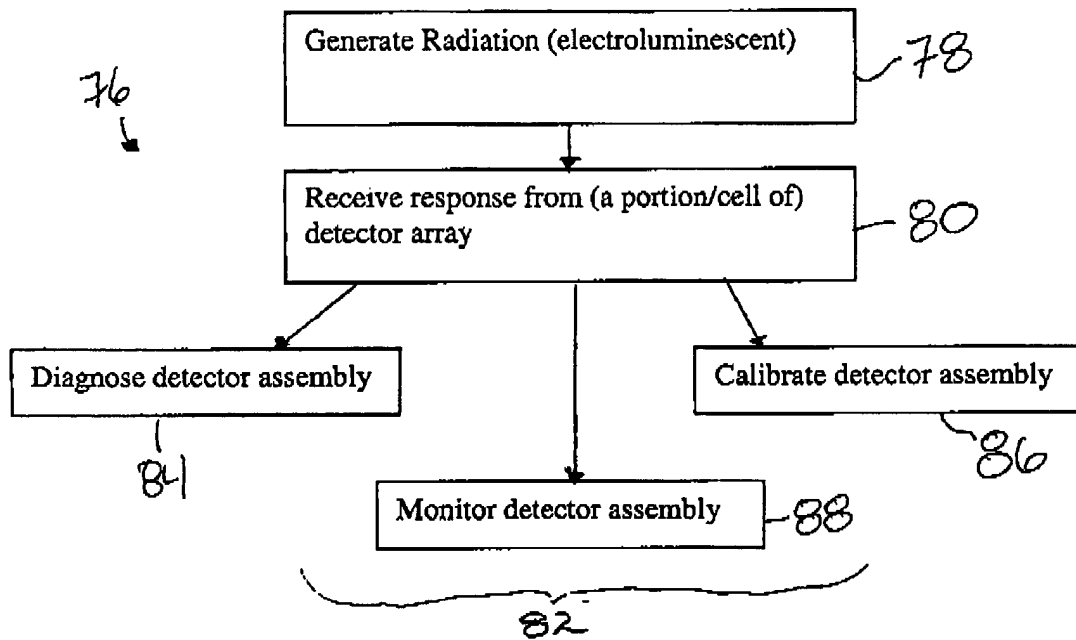 Generate Radiation (electroluminescent)
78
76
Receive response from (a portion/cell of)
detector array
80
Diagnose detector assembly
Calibrate detector assembly
84
86
Monitor detector assembly
88
82